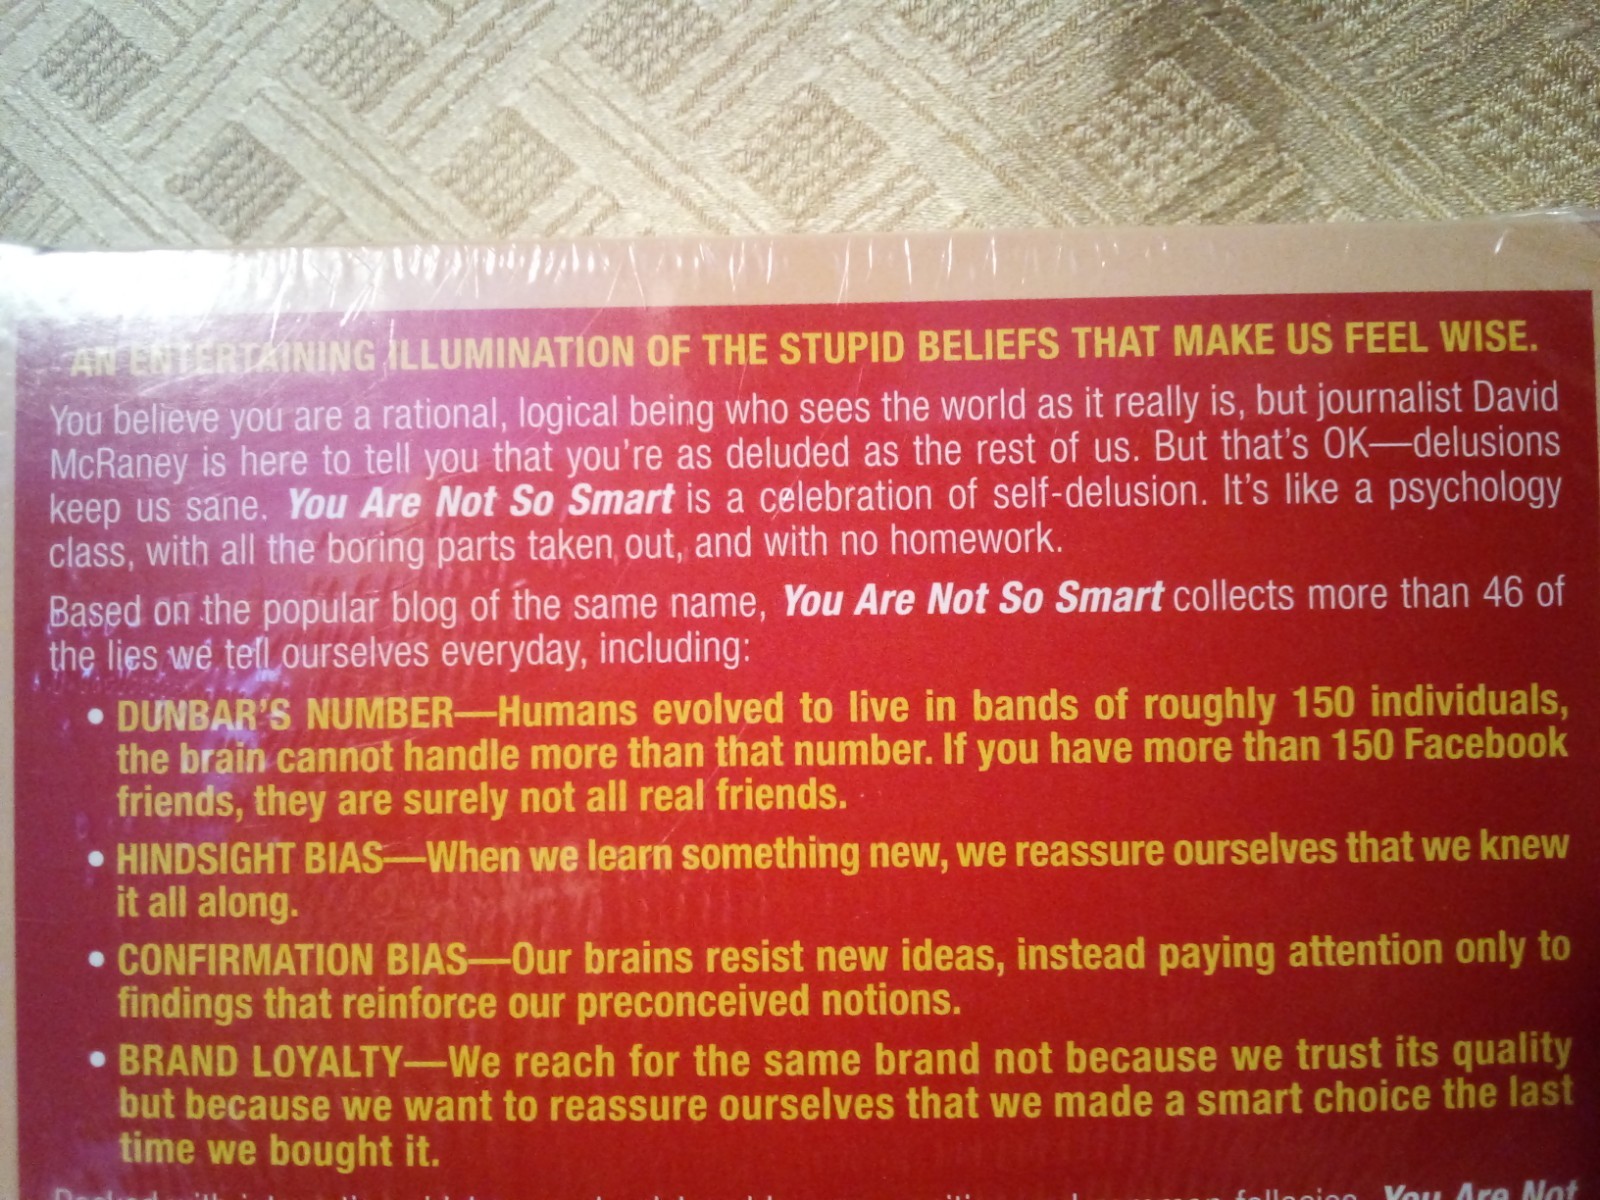 AN ENTERTAINING ILLUMINATION OF THE STUPID BELIEFS THAT MAKE US FEEL WISE.
You believe you are a rational, logical being who sees the world as it really is, but journalist David
McRaney is here to tell you that you're as deluded as the rest of us. But that's OK—delusions
keep us sane. You Are Not So Smart is a celebration of self-delusion. It's like a psychology
class, with all the boring parts taken out, and with no homework.
Based on the popular blog of the same name, You Are Not So Smart collects more than 46 of
the lies we tell ourselves everyday, including:
• DUNBAR'S NUMBER—Humans evolved to live in bands of roughly 150 individuals,
the brain cannot handle more than that number. If you have more than 150 Facebook
friends, they are surely not all real friends.
• HINDSIGHT BIAS—When we learn something new, we reassure ourselves that we knew
it all along.
• CONFIRMATION BIAS—Our brains resist new ideas, instead paying attention only to
findings that reinforce our preconceived notions.
• BRAND LOYALTY—We reach for the same brand not because we trust its quality
but because we want to reassure ourselves that we made a smart choice the last
time we bought it.
You Are Not